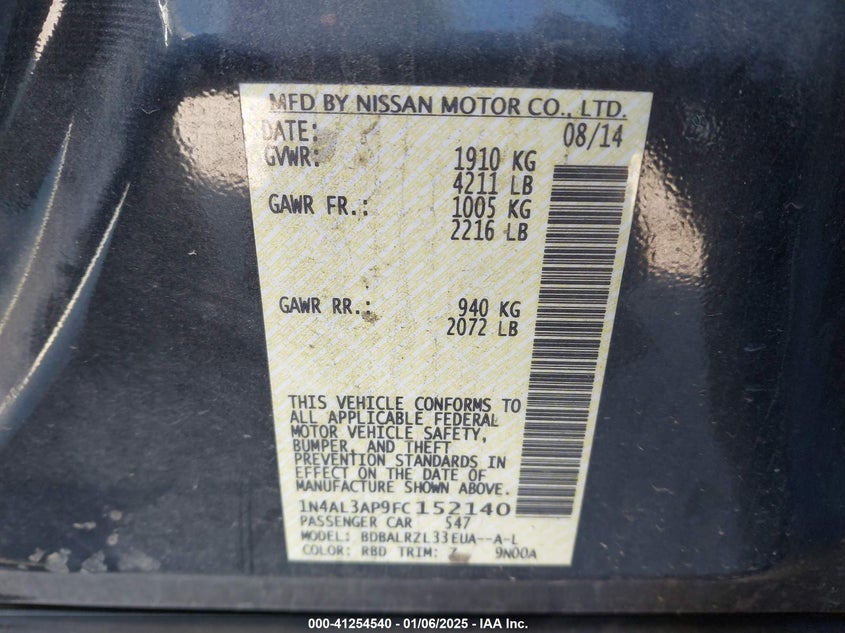 MFD BY NISSAN MOTOR CO., LTD.
DATE: 08/14
GVWR: 1910 KG
4211 LB
GAWR FR.: 1005 KG
2216 LB
GAWR RR.: 940 KG
2072 LB
THIS VEHICLE CONFORMS TO
ALL APPLICABLE FEDERAL
MOTOR VEHICLE SAFETY,
BUMPER, AND THEFT
PREVENTION STANDARDS IN
EFFECT ON THE DATE OF
MANUFACTURE SHOWN ABOVE.
1N4AL3AP9FC152140
PASSENGER CAR S47
MODEL: BDBALRZL33EUA--A-L
COLOR: RBD TRIM: Z 9N00A
000-41254540 - 01/06/2025 - IAA Inc.